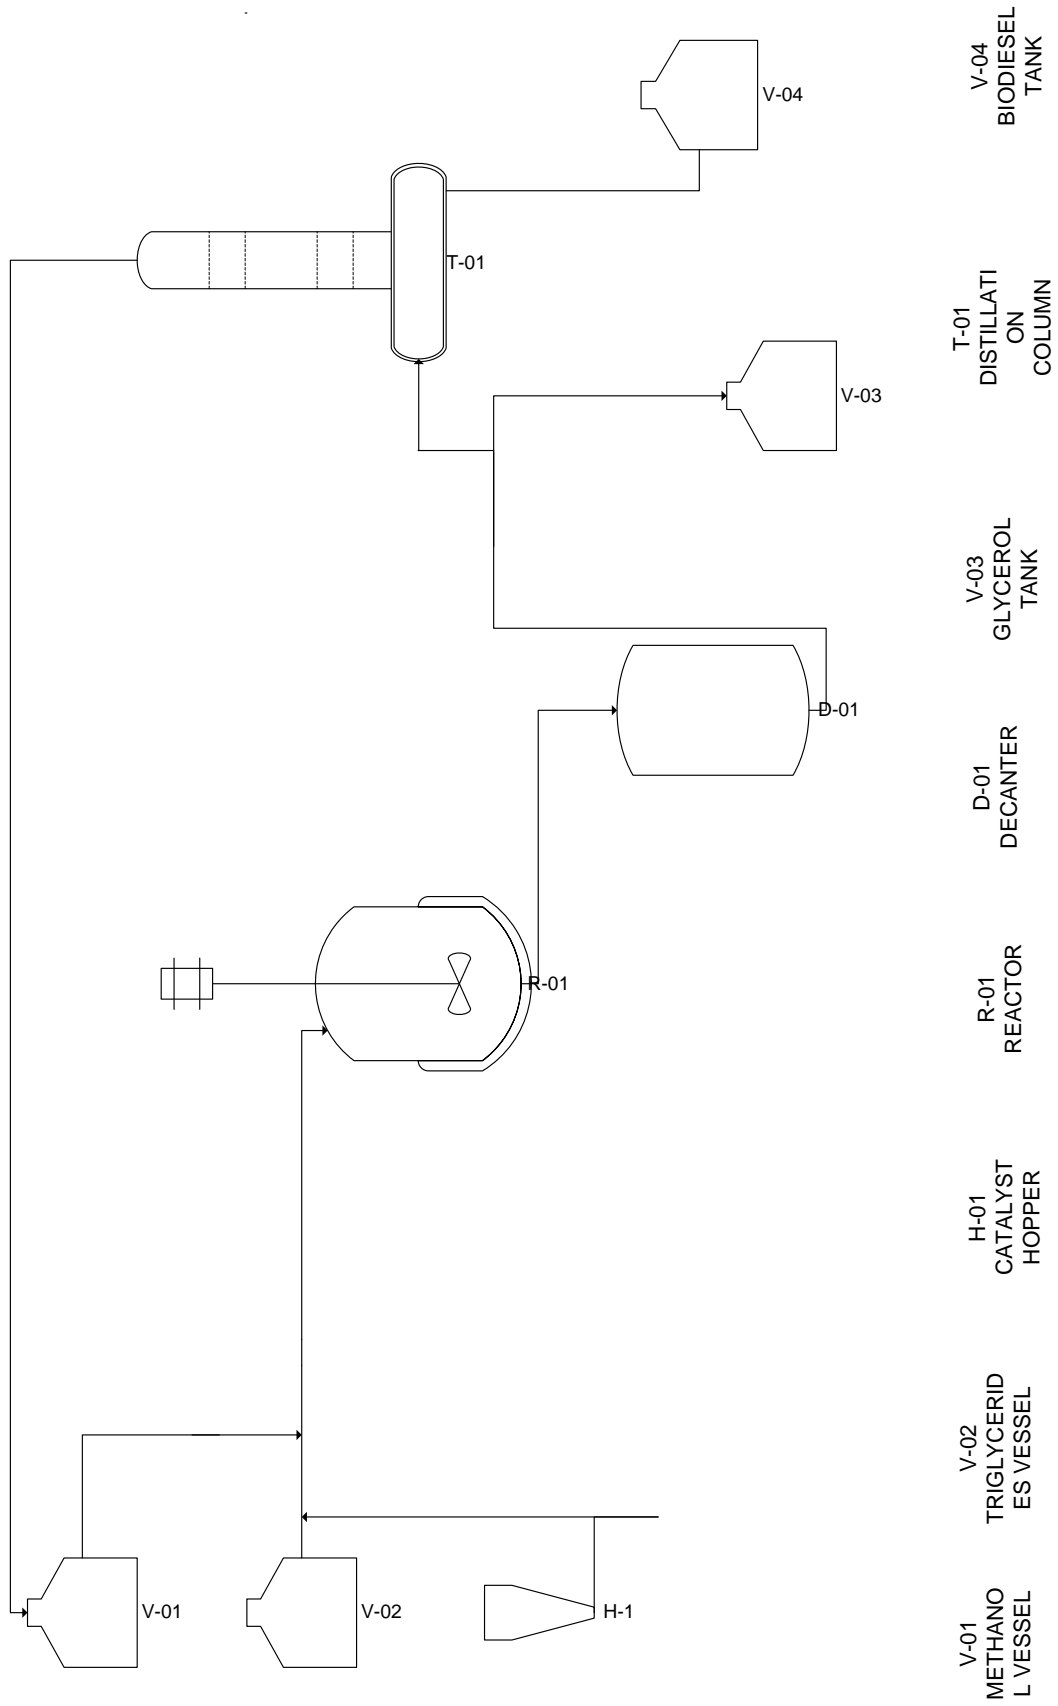 V-04
V-04
BIODIESEL
TANK
T-01
T-01
DISTILLATI
ON
COLUMN
V-03
V-03
GLYCEROL
TANK
D-01
D-01
DECANTER
R-01
R-01
REACTOR
H-01
CATALYST
HOPPER
V-02
TRIGLYCERID
ES VESSEL
V-01
V-02
H-1
V-01
METHANO
L VESSEL